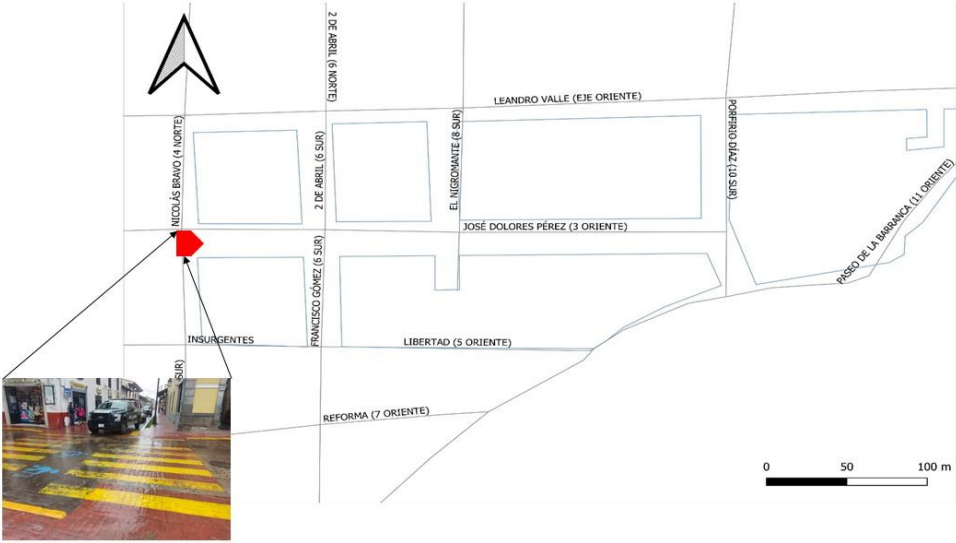 2 DE ABRIL (6 NORTE)
LEANDRO VALLE (EJE ORIENTE)
NICOLÁS BRAVO (4 NORTE)
2 DE ABRIL (6 SUR)
EL NIGROMANTE (8 SUR)
PORFIRIO DÍAZ (10 SUR)
PASEO DE LA BARRANCA (11 ORIENTE)
JOSÉ DOLORES PÉREZ (3 ORIENTE)
FRANCISCO GÓMEZ (6 SUR)
INSURGENTES
LIBERTAD (5 ORIENTE)
SUR)
REFORMA (7 ORIENTE)
0 50 100 m